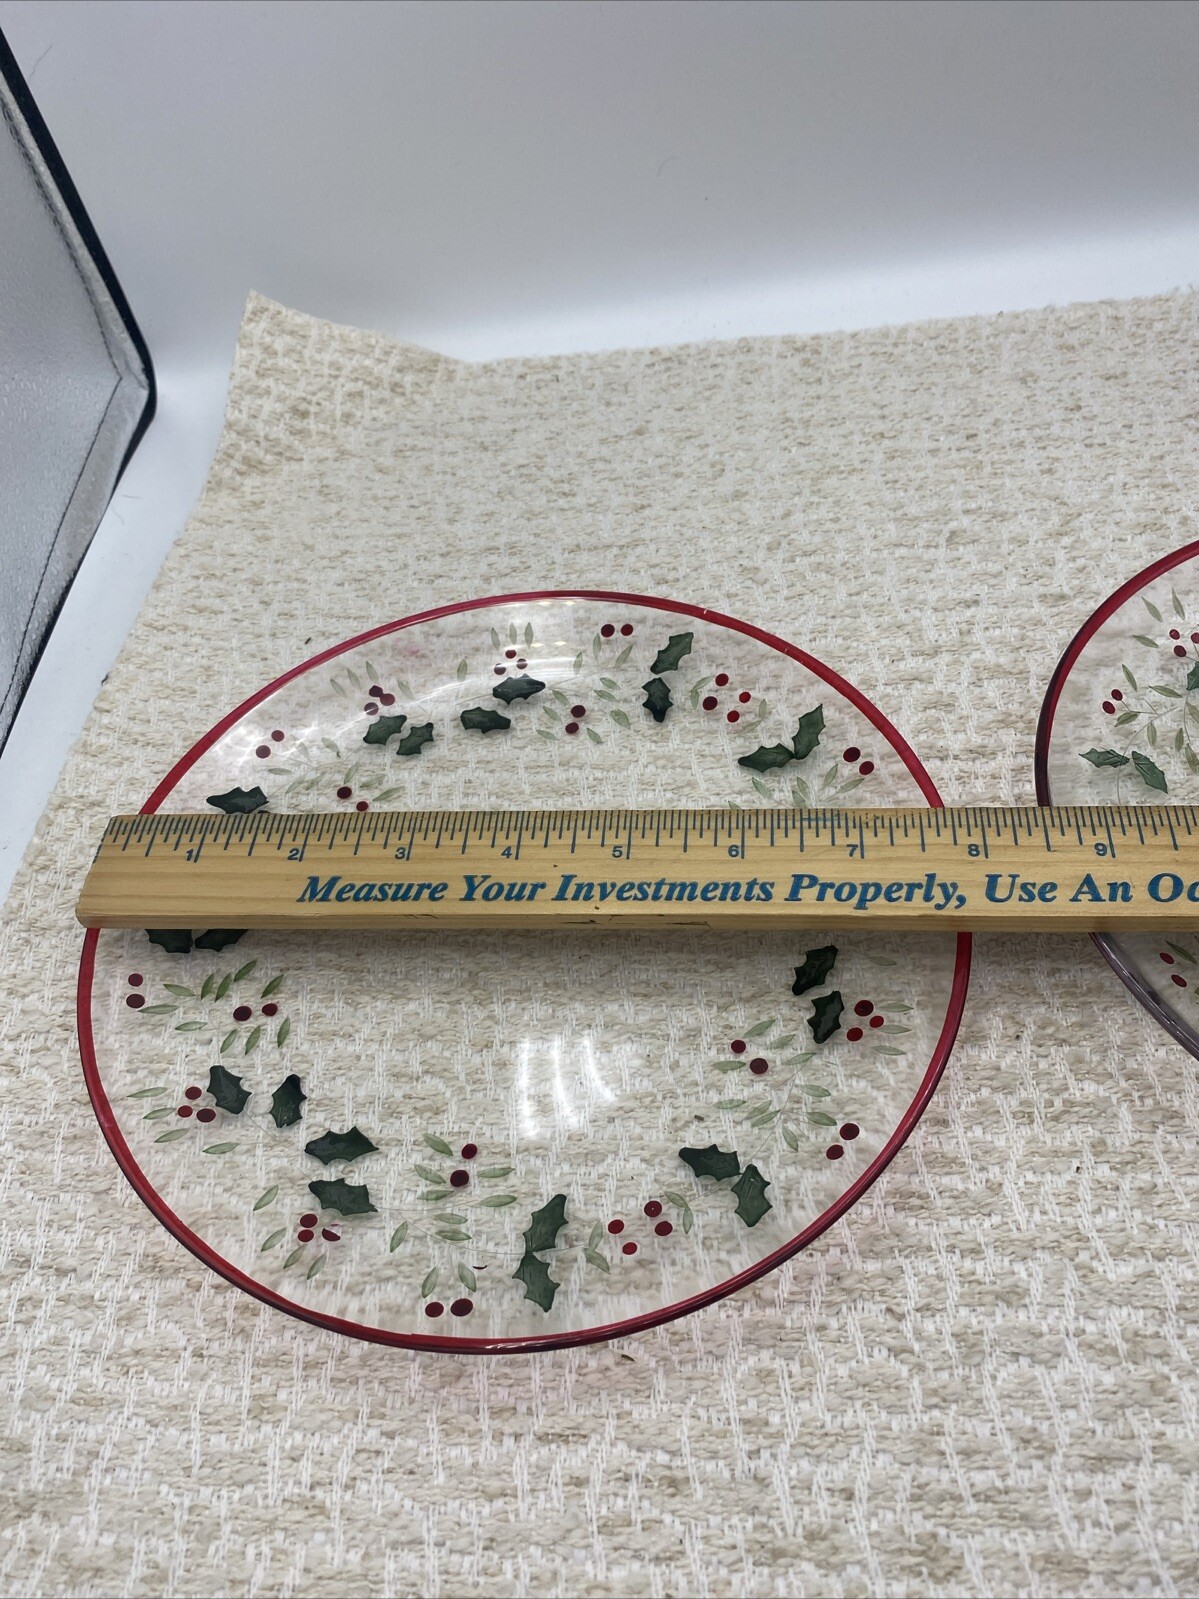 1 2 3 4 5 6 7 8 9
Measure Your Investments Properly, Use An